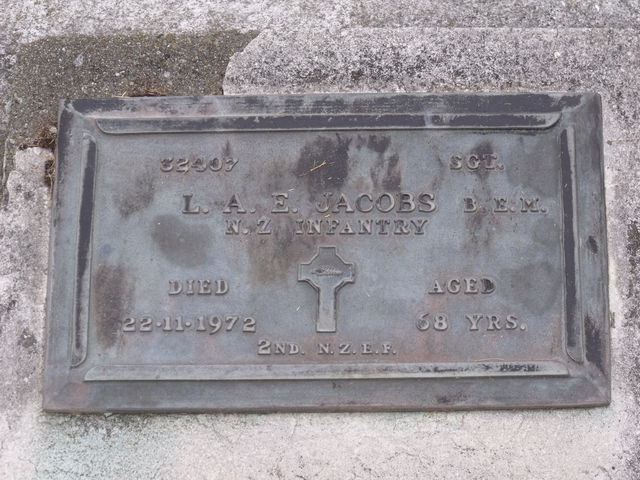 32407 SGT.
L. A. E. JACOBS B.E.M.
N.Z INFANTRY
DIED AGED
22·11·1972 68 YRS.
2ND. N.Z.E.F.